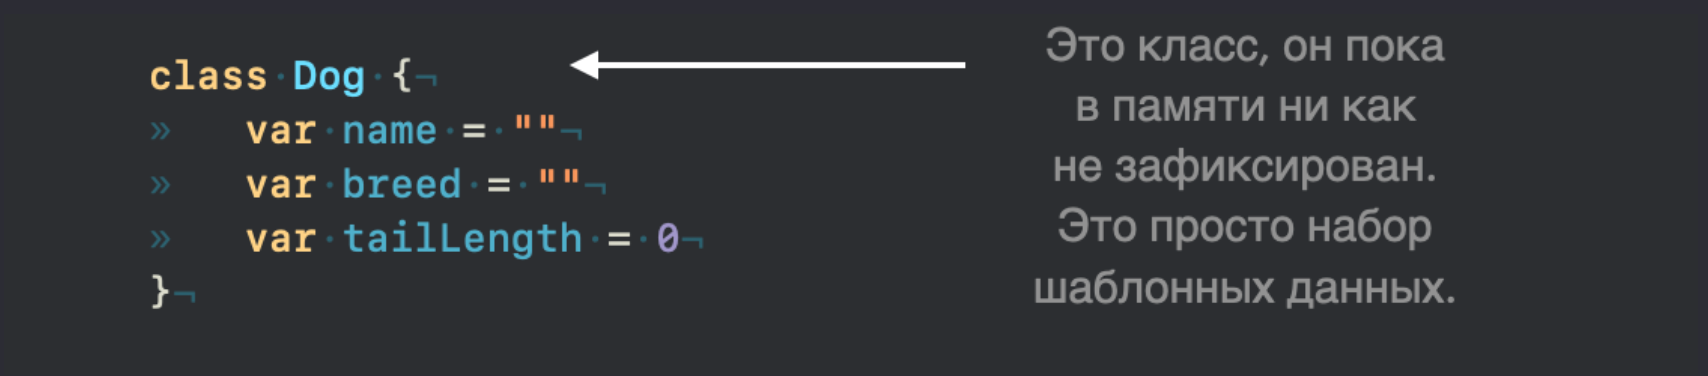 class Dog {
var name = ""
var breed = ""
var tailLength = 0
}
Это класс, он пока
в памяти ни как
не зафиксирован.
Это просто набор
шаблонных данных.